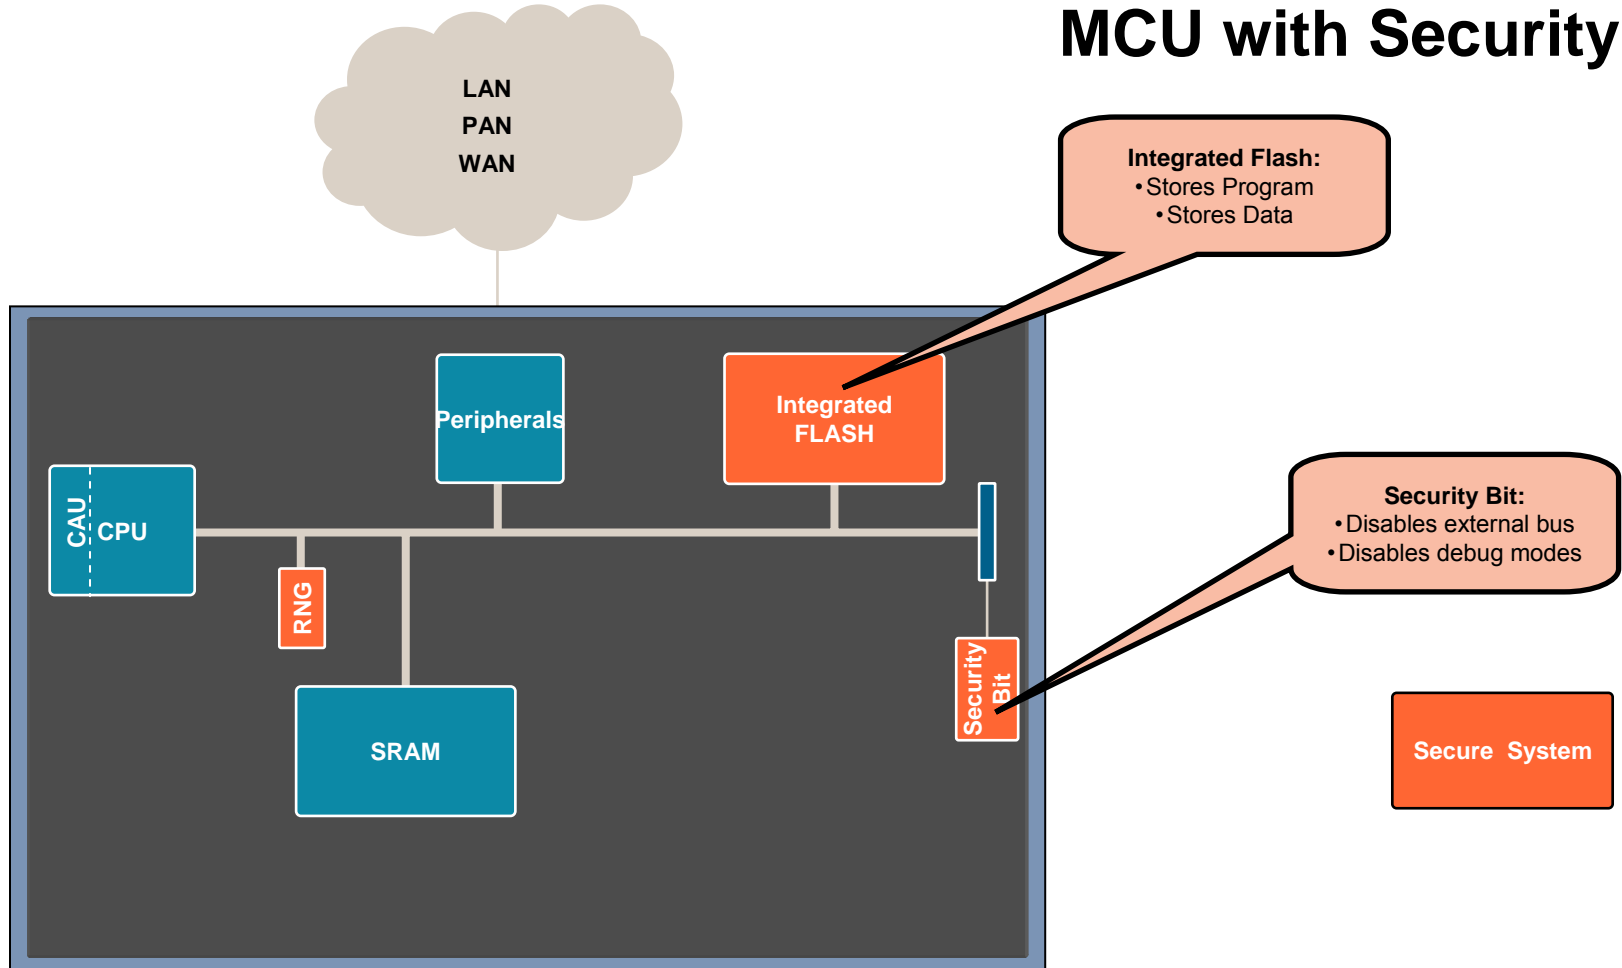 MCU with Security
LAN
PAN
WAN
Integrated Flash:
•Stores Program
•Stores Data
Peripherals
Integrated
FLASH
CAU
CPU
RNG
Security Bit:
•Disables external bus
•Disables debug modes
Security
Bit
SRAM
Secure System